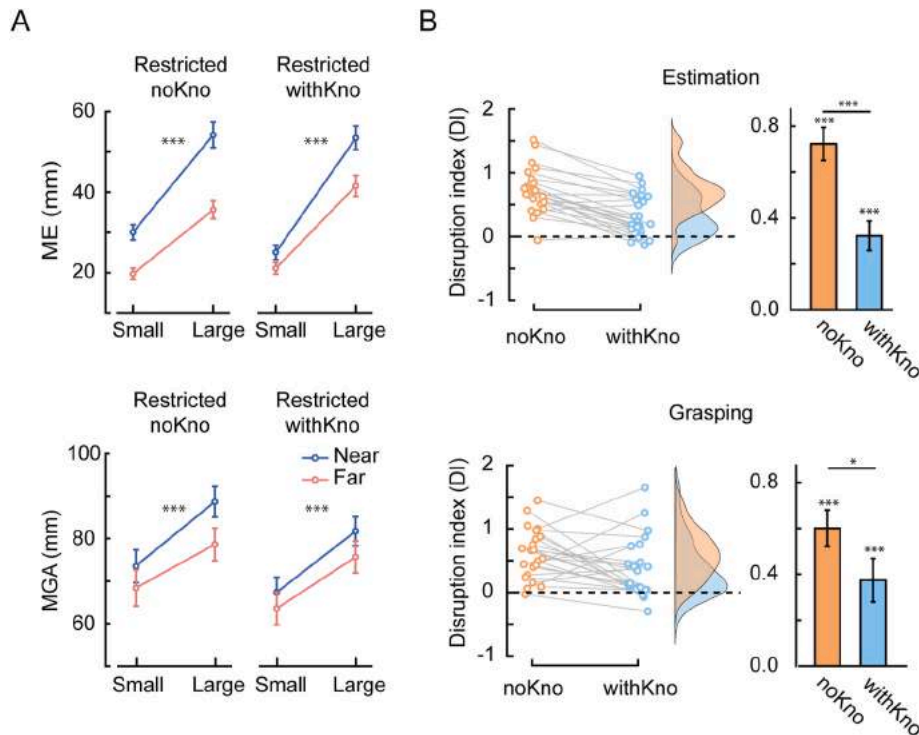 A
Restricted
noKno
Restricted
withKno
ME (mm)
60
40
20
***
***
Small
Large
Small
Large
Restricted
noKno
Restricted
withKno
MGA (mm)
100
80
60
***
***
Near
Far
Small
Large
Small
Large
B
Estimation
Disruption index (DI)
2
1
0
-1
noKno
withKno
0.8
0.4
0.0
***
***
***
noKno
withKno
Grasping
Disruption index (DI)
2
1
0
-1
noKno
withKno
0.8
0.4
0.0
*
***
***
noKno
withKno